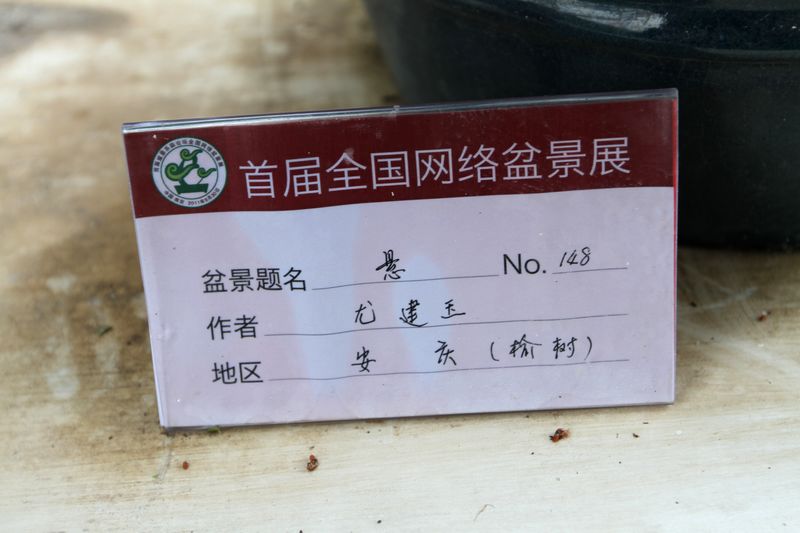 首届全国网络盆景展
盆景题名 悬 No. 148
作者 尤建玉
地区 安庆(榆树)